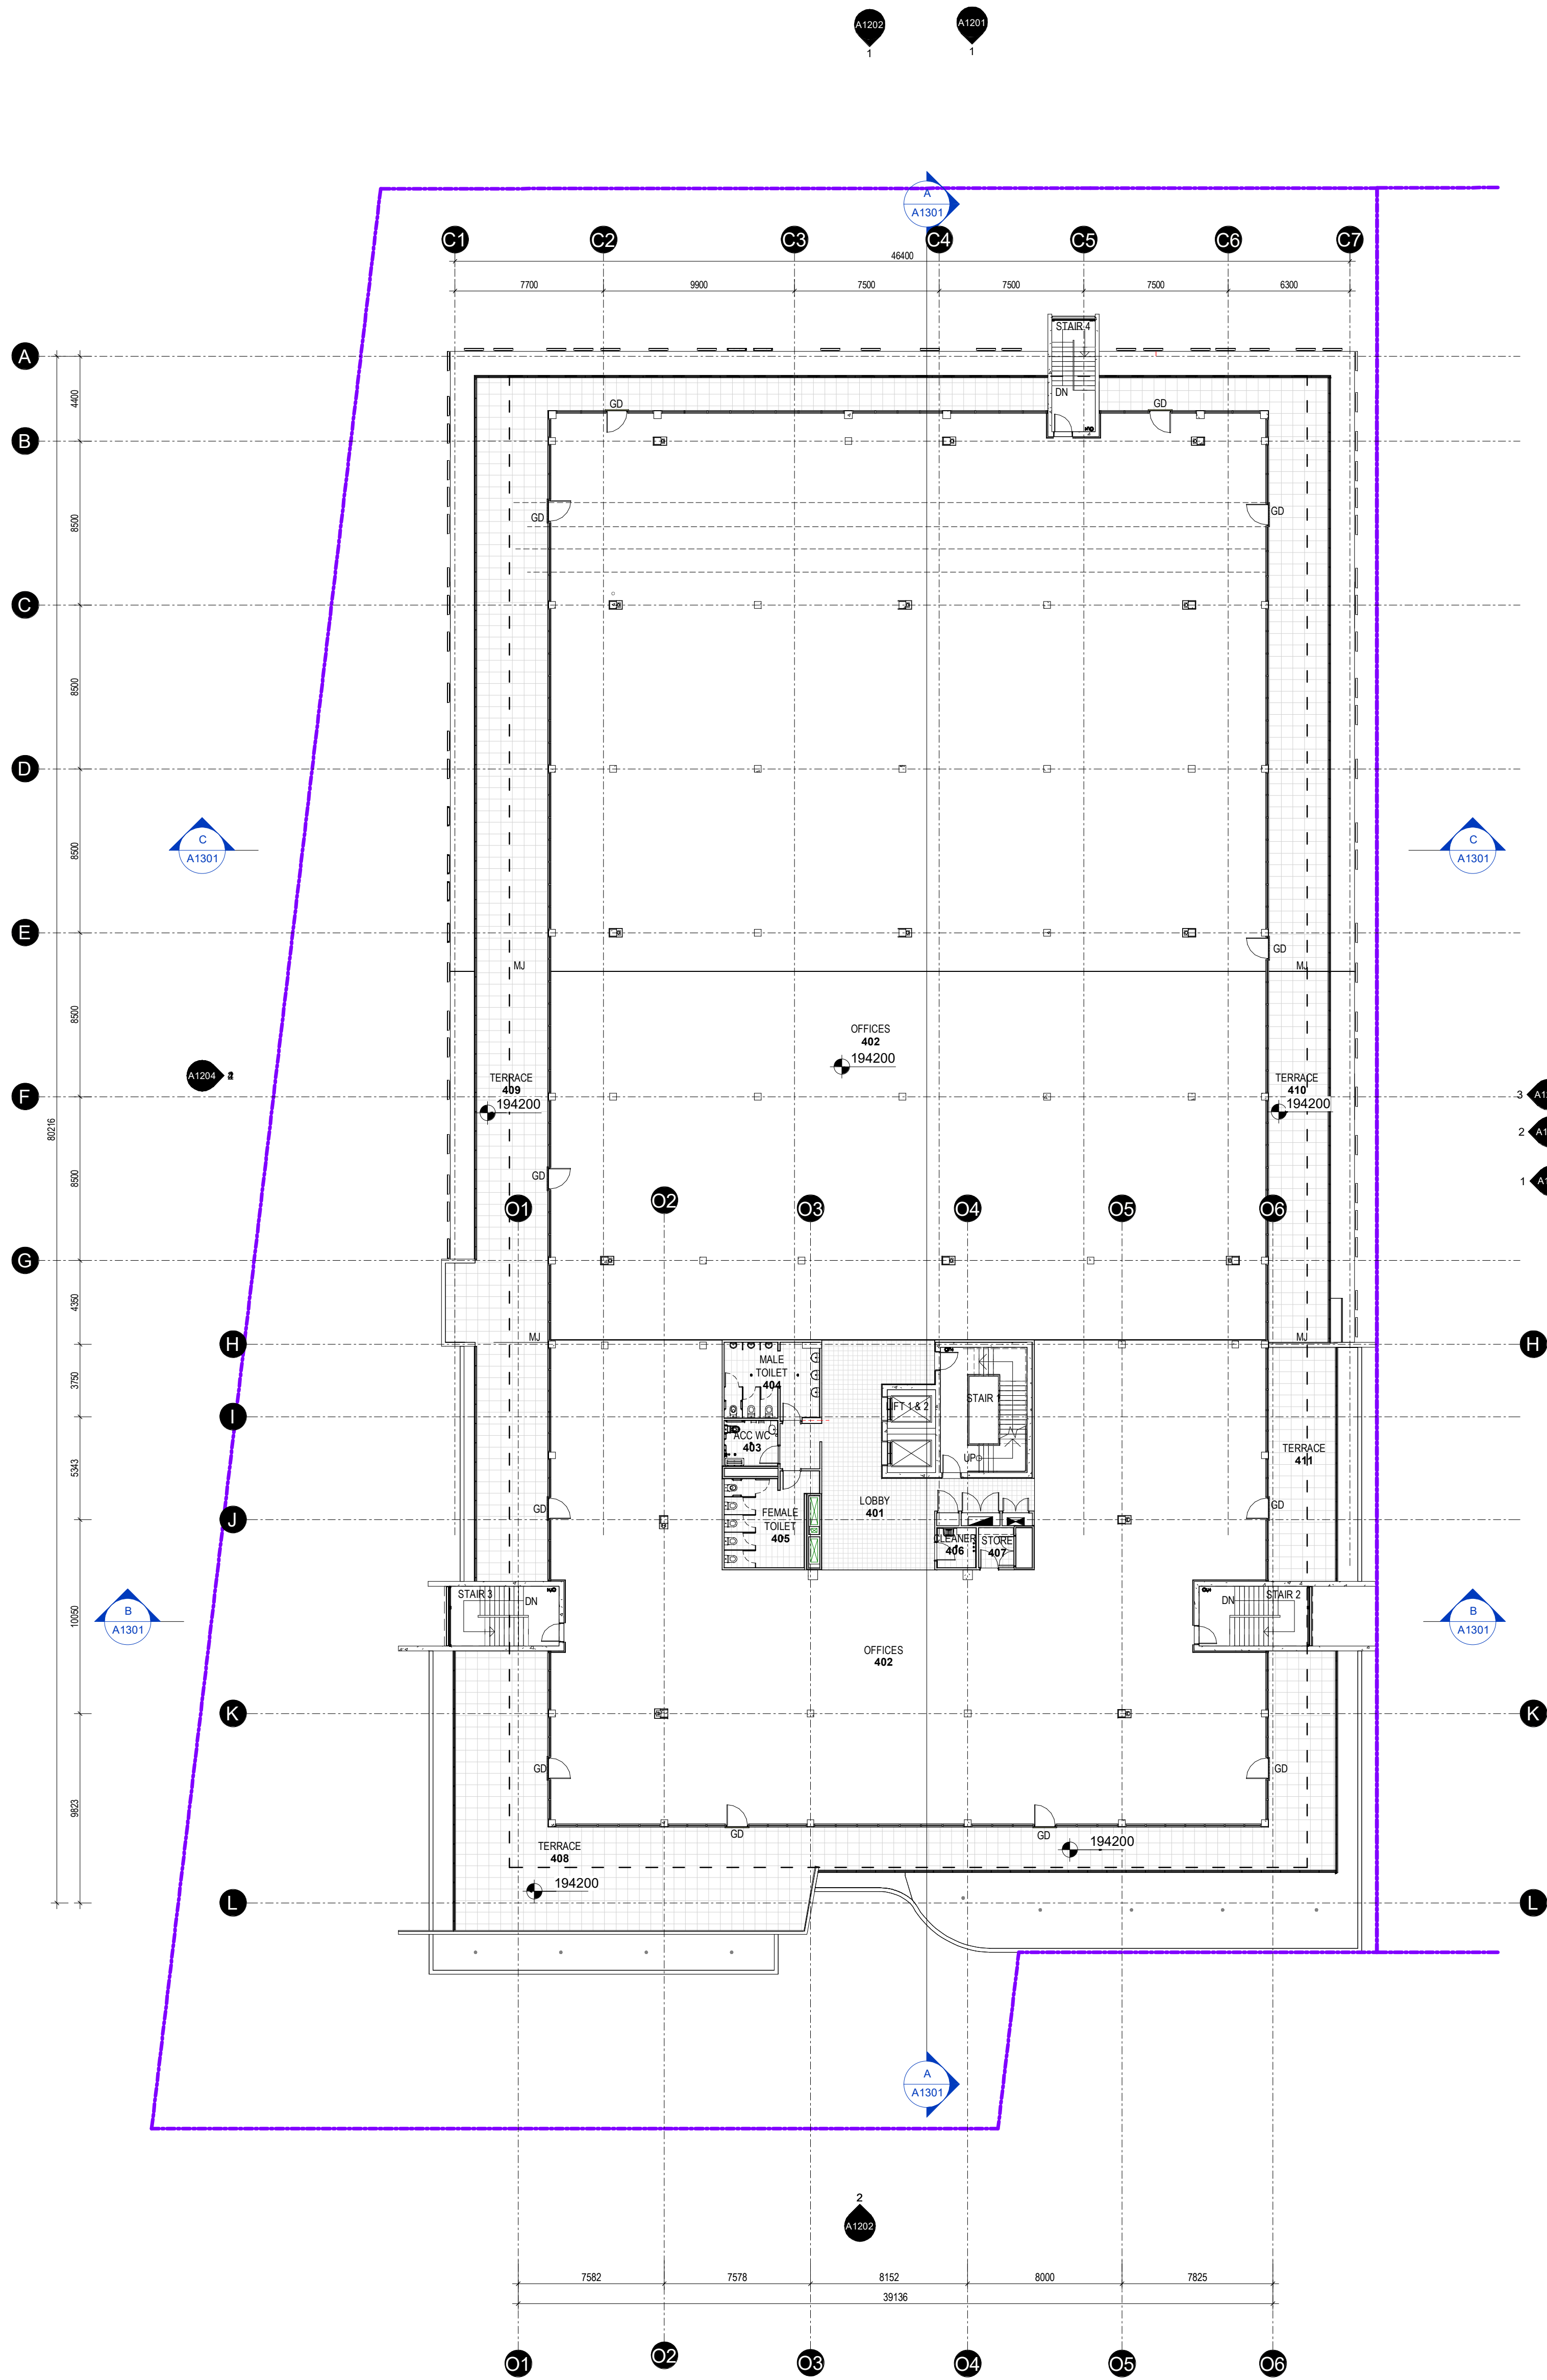 A1202
1
A1201
1
A
A1301
C1
C2
C3
C4
C5
C6
C7
46400
7700
9900
7500
7500
7500
6300
STAIR 4
A
4400
DN
GD
GD
B
GD
GD
8500
C
8500
D
C
A1301
8500
C
A1301
E
GD
MJ
MJ
8500
OFFICES
402
194200
A1204
TERRACE
409
194200
TERRACE
410
194200
F
3
80216
2
GD
8500
1
O1
O2
O3
O4
O5
O6
G
4350
MJ
MJ
H
H
MALE
TOILET
404
3750
STAIR 1
LIFT 1 & 2
I
ACC WC
403
TERRACE
411
UP
5343
LOBBY
401
GD
GD
J
FEMALE
TOILET
405
CLEANER
406
STORE
407
STAIR 3
DN
DN
STAIR 2
B
A1301
10050
B
A1301
OFFICES
402
K
K
GD
GD
9823
GD
GD
194200
TERRACE
408
194200
L
L
A
A1301
2
A1202
7582
7578
8152
8000
7825
39136
O1
O2
O3
O4
O5
O6